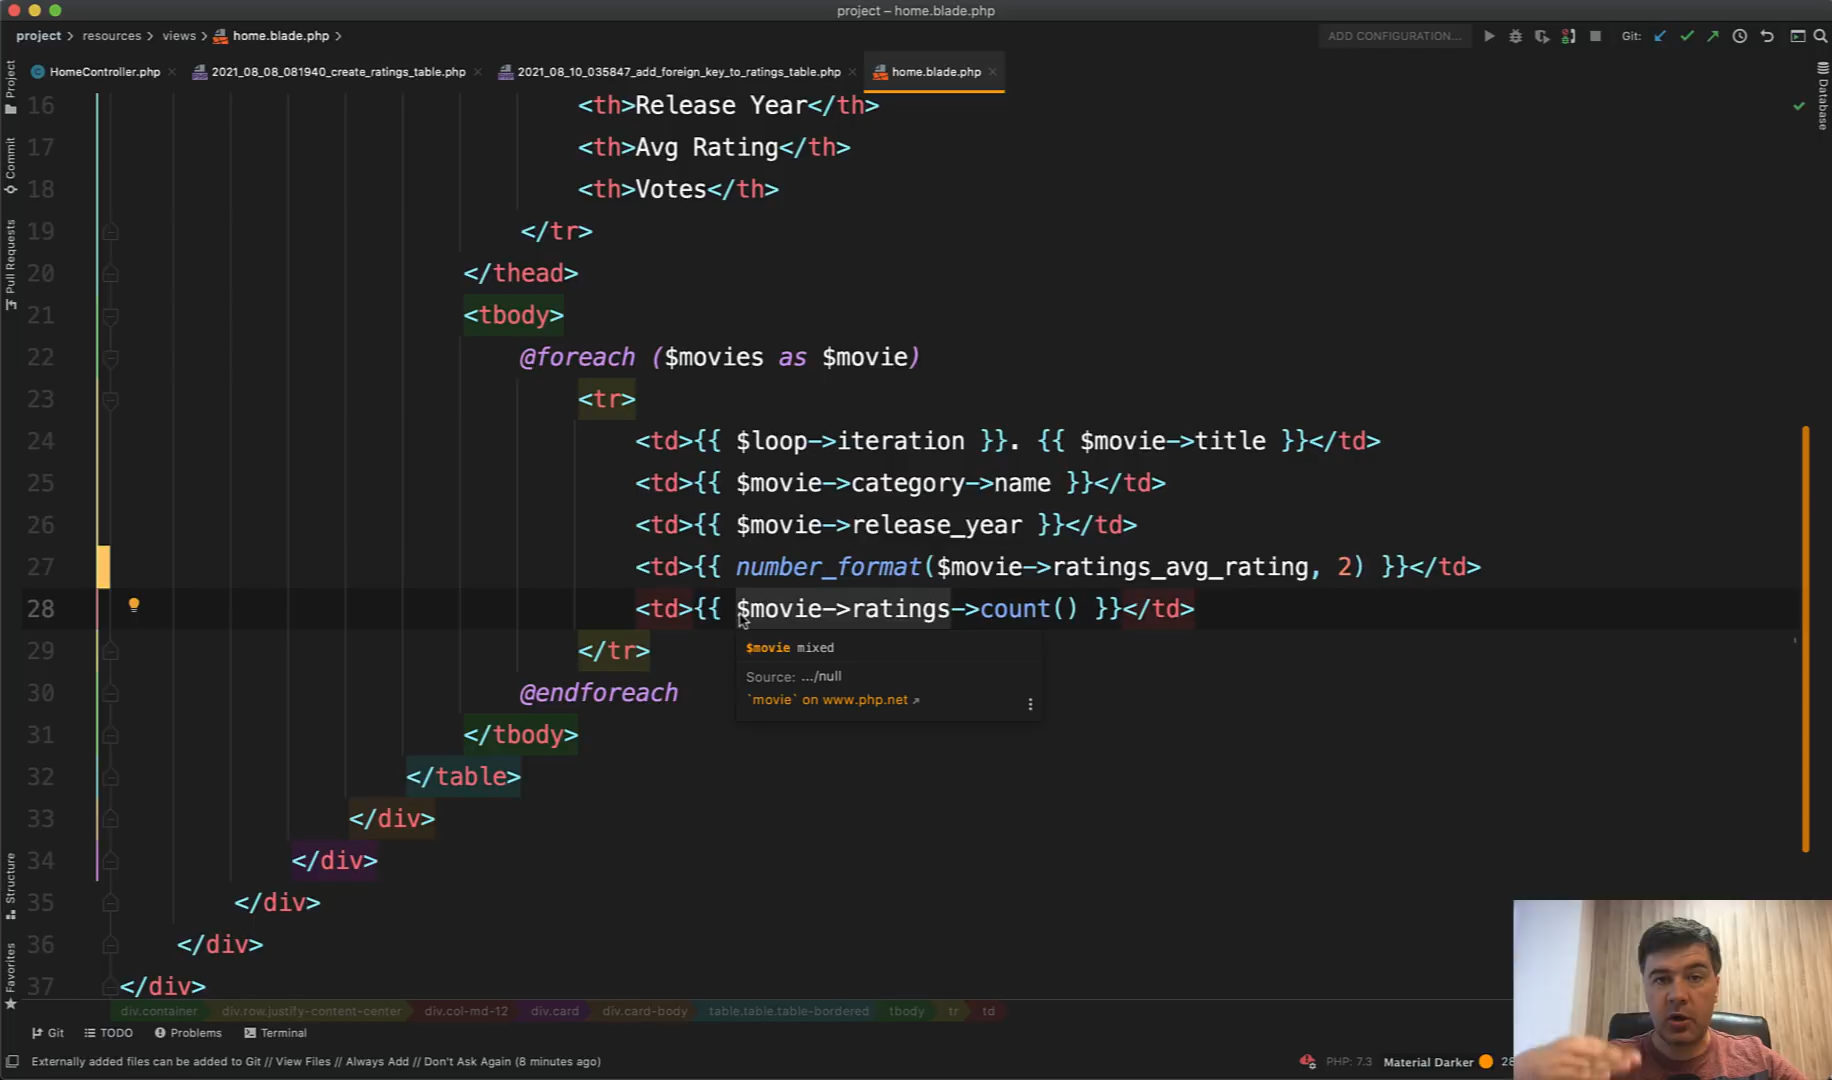 project – home.blade.php
project > resources > views > home.blade.php >
ADD CONFIGURATION...
Git:
HomeController.php
2021_08_08_081940_create_ratings_table.php
2021_08_10_035847_add_foreign_key_to_ratings_table.php
home.blade.php
Project
Commit
Pull Requests
Structure
Favorites
Database
16 <th>Release Year</th>
17 <th>Avg Rating</th>
18 <th>Votes</th>
19 </tr>
20 </thead>
21 <tbody>
22 @foreach ($movies as $movie)
23 <tr>
24 <td>{{ $loop->iteration }}. {{ $movie->title }}</td>
25 <td>{{ $movie->category->name }}</td>
26 <td>{{ $movie->release_year }}</td>
27 <td>{{ number_format($movie->ratings_avg_rating, 2) }}</td>
28 <td>{{ $movie->ratings->count() }}</td>
$movie mixed
Source: .../null
`movie` on www.php.net
29 </tr>
30 @endforeach
31 </tbody>
32 </table>
33 </div>
34 </div>
35 </div>
36 </div>
37 </div>
div.container div.row.justify-content-center div.col-md-12 div.card div.card-body table.table.table-bordered tbody tr td
Git TODO Problems Terminal
Externally added files can be added to Git // View Files // Always Add // Don't Ask Again (8 minutes ago)
PHP: 7.3 Material Darker